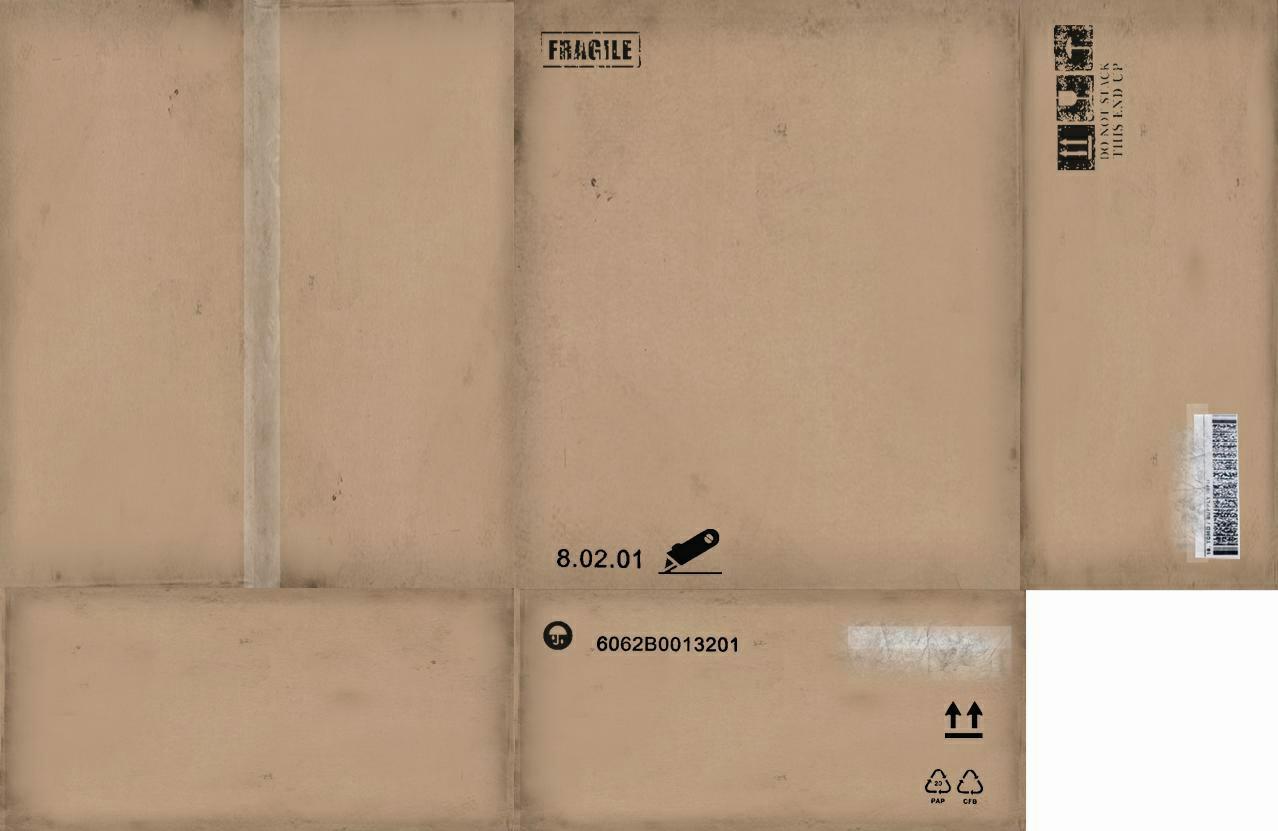 FRAGILE
DO NOT STACK
THIS END UP
8.02.01
6062B0013201
20
PAP
CFB